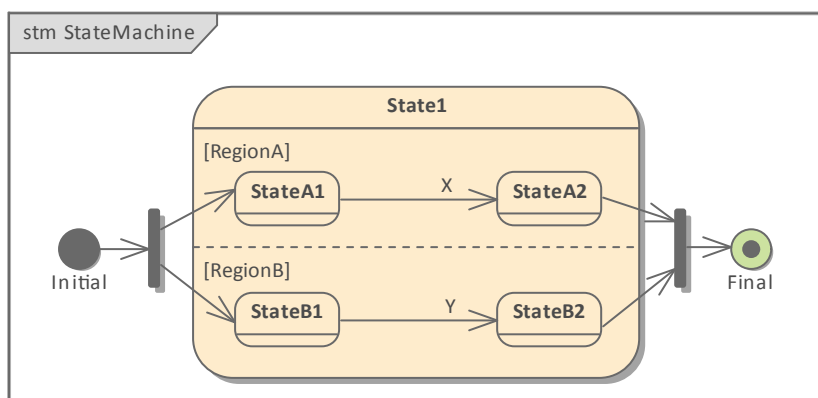 stm StateMachine
State1
[RegionA]
StateA1
X
StateA2
Initial
[RegionB]
Final
StateB1
Y
StateB2